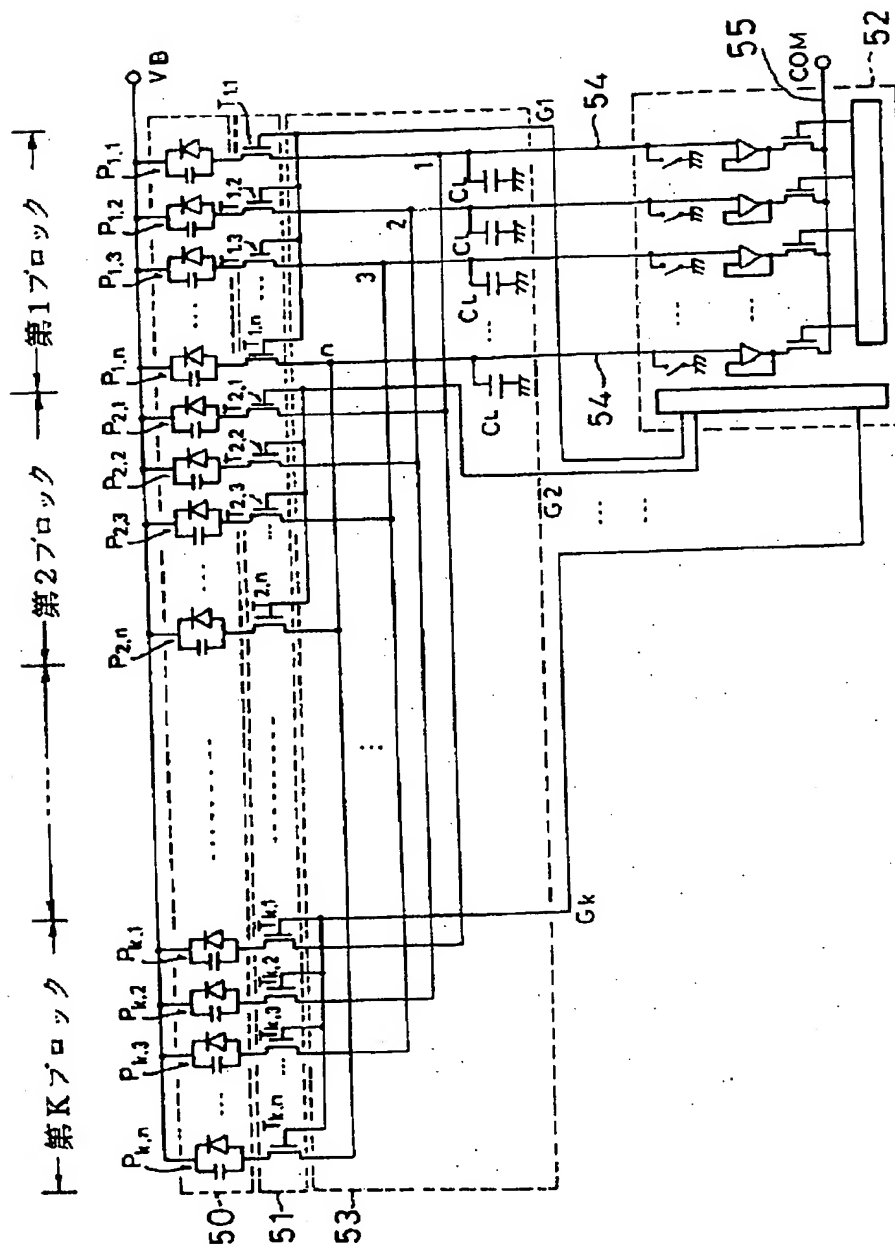 第Kブロック
第2ブロック
第1ブロック
VB
Pk,n
Pk,3
Pk,2
Pk,1
P2,n
P2,3
P2,2
P2,1
P1,n
P1,3
P1,2
P1,1
Tk,n
Tk,3
Tk,2
Tk,1
T2,n
T2,3
T2,2
T2,1
T1,n
T1,3
T1,2
T1,1
50
51
53
n
3
2
1
CL
CL
CL
CL
G1
G2
Gk
54
54
55
COM
52